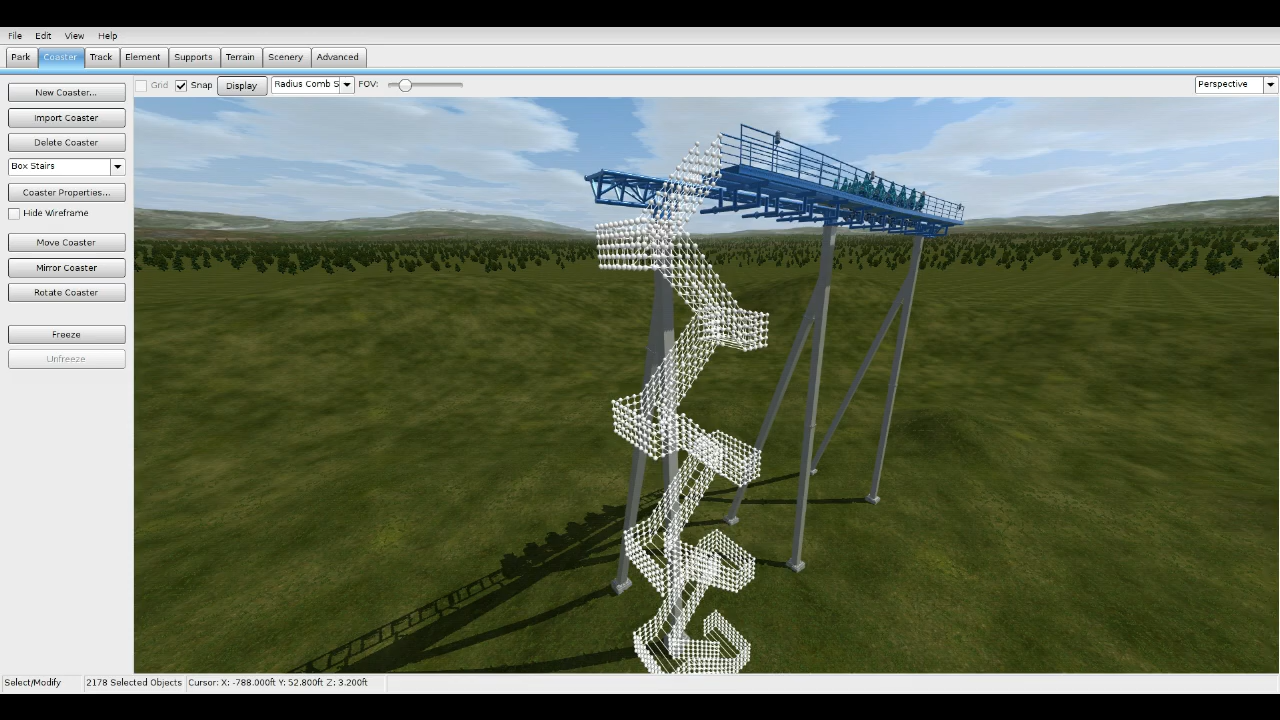 File Edit View Help
Park Coaster Track Element Supports Terrain Scenery Advanced
Grid Snap Display Radius Comb S FOV: Perspective
New Coaster...
Import Coaster
Delete Coaster
Box Stairs
Coaster Properties...
Hide Wireframe
Move Coaster
Mirror Coaster
Rotate Coaster
Freeze
Unfreeze
Select/Modify 2178 Selected Objects Cursor: X: -788.000ft Y: 52.800ft Z: 3.200ft